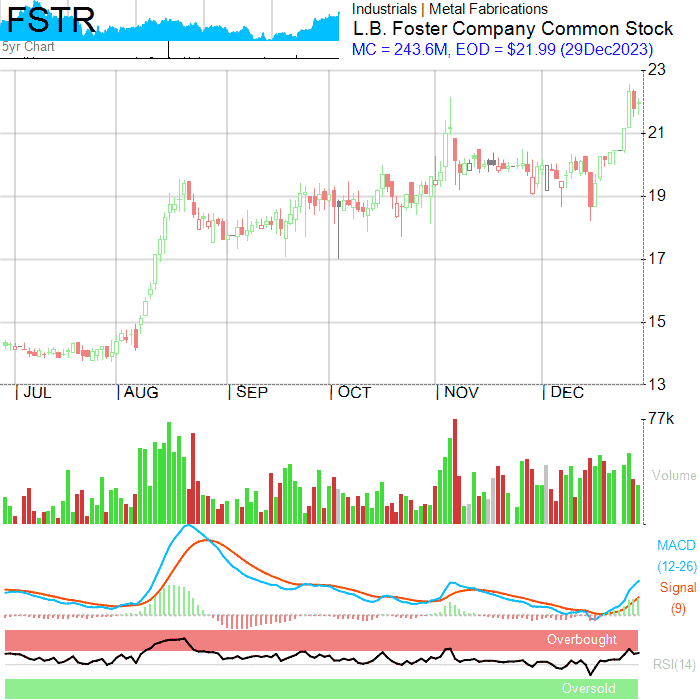 FSTR
5yr Chart
Industrials | Metal Fabrications
L.B. Foster Company Common Stock
MC = 243.6M, EOD = $21.99 (29Dec2023)
23
21
19
17
15
13
JUL
AUG
SEP
OCT
NOV
DEC
77k
Volume
MACD
(12-26)
Signal
(9)
Overbought
RSI(14)
Oversold